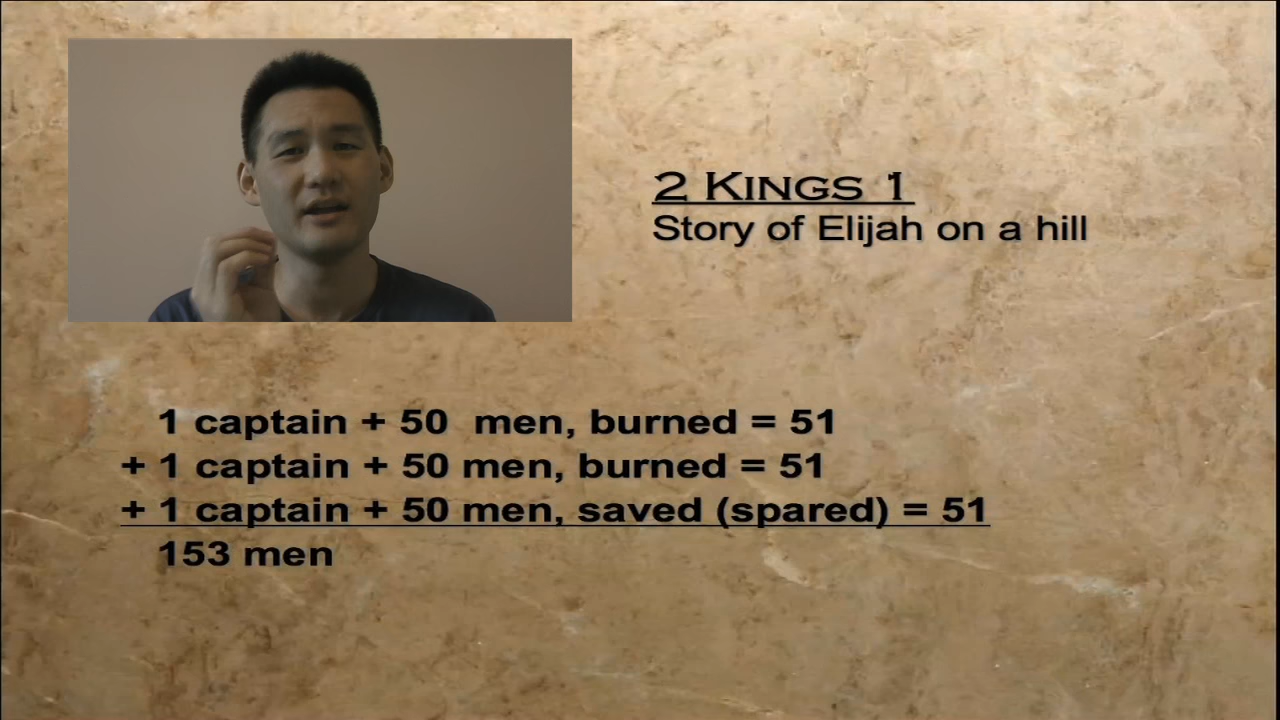 2 Kings 1
Story of Elijah on a hill
1 captain + 50  men, burned = 51
+ 1 captain + 50 men, burned = 51
+ 1 captain + 50 men, saved (spared) = 51
153 men